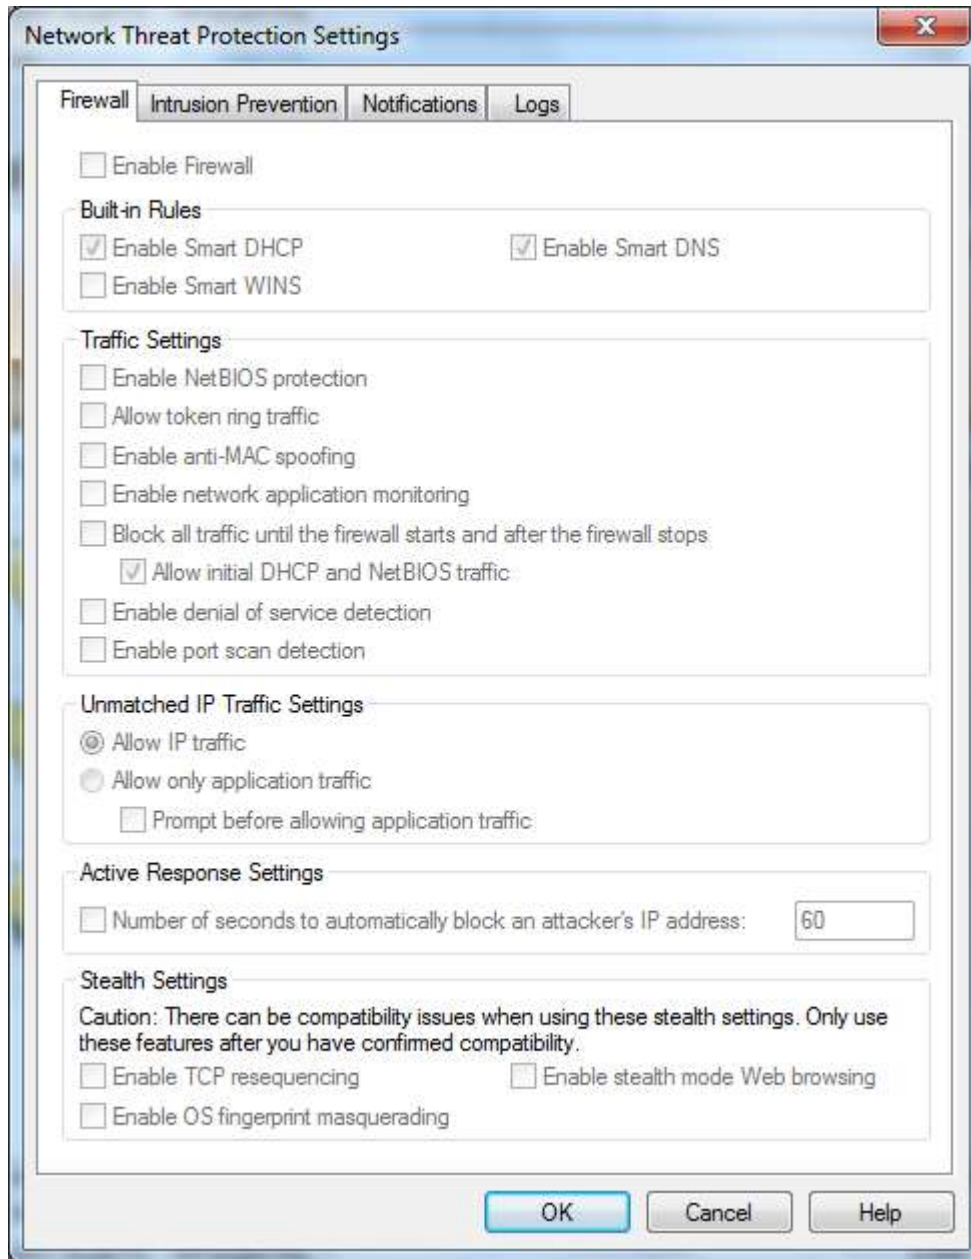 Network Threat Protection Settings
Firewall
Intrusion Prevention
Notifications
Logs
Enable Firewall
Built-in Rules
Enable Smart DHCP
Enable Smart DNS
Enable Smart WINS
Traffic Settings
Enable NetBIOS protection
Allow token ring traffic
Enable anti-MAC spoofing
Enable network application monitoring
Block all traffic until the firewall starts and after the firewall stops
Allow initial DHCP and NetBIOS traffic
Enable denial of service detection
Enable port scan detection
Unmatched IP Traffic Settings
Allow IP traffic
Allow only application traffic
Prompt before allowing application traffic
Active Response Settings
Number of seconds to automatically block an attacker's IP address:
60
Stealth Settings
Caution: There can be compatibility issues when using these stealth settings. Only use
these features after you have confirmed compatibility.
Enable TCP resequencing
Enable stealth mode Web browsing
Enable OS fingerprint masquerading
OK
Cancel
Help